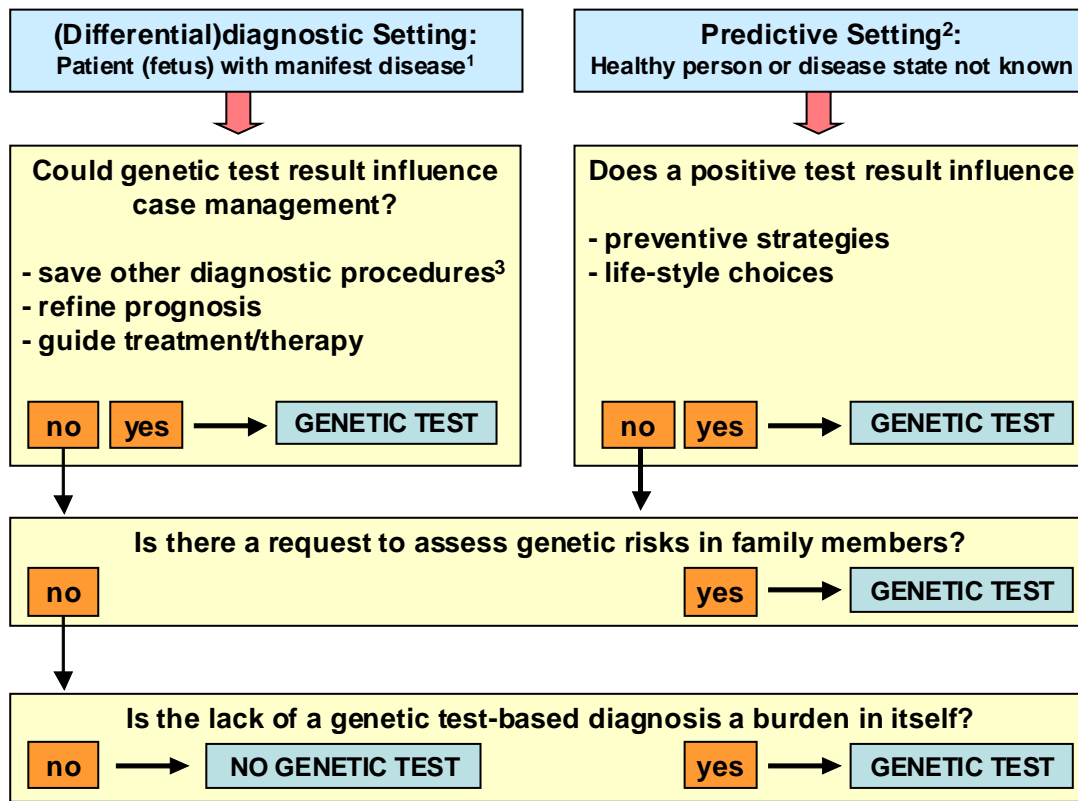 (Differential)diagnostic Setting:
Patient (fetus) with manifest disease¹
Predictive Setting²:
Healthy person or disease state not known
Could genetic test result influence
case management?
- save other diagnostic procedures³
- refine prognosis
- guide treatment/therapy
no yes GENETIC TEST
Does a positive test result influence
- preventive strategies
- life-style choices
no yes GENETIC TEST
Is there a request to assess genetic risks in family members?
no yes GENETIC TEST
Is the lack of a genetic test-based diagnosis a burden in itself?
no NO GENETIC TEST yes GENETIC TEST